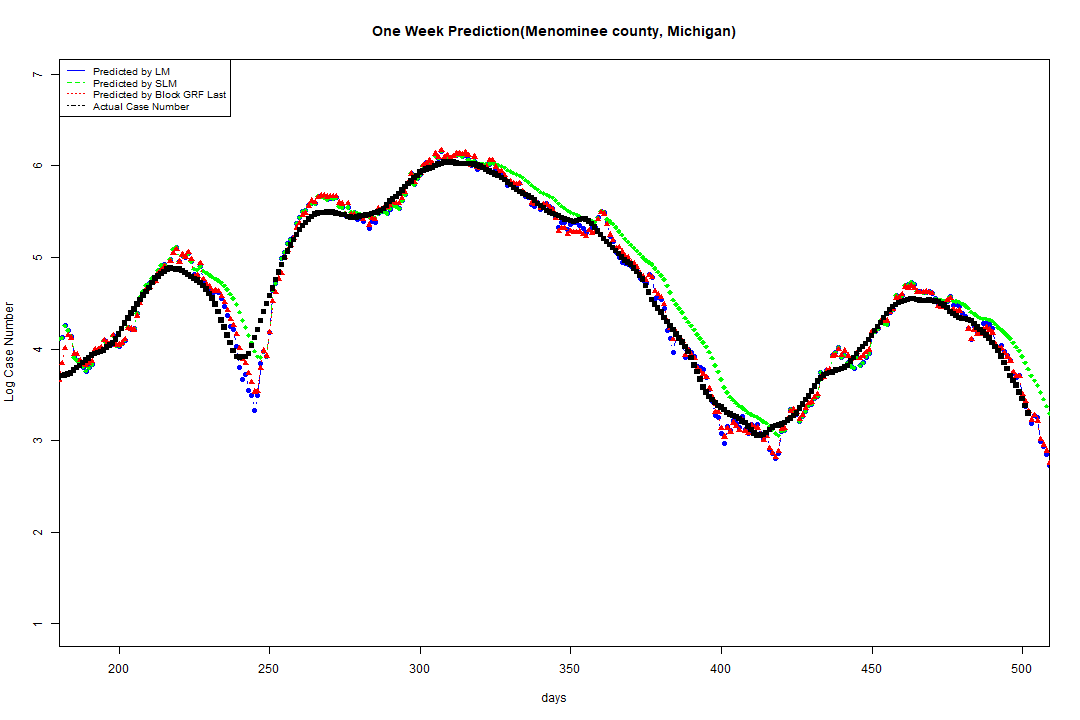 One Week Prediction(Menominee county, Michigan)
Predicted by LM
Predicted by SLM
Predicted by Block GRF Last
Actual Case Number
7
6
5
4
3
2
1
Log Case Number
200 250 300 350 400 450 500
days